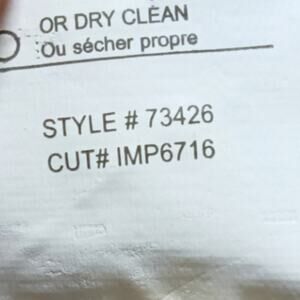 OR DRY CLEAN
Ou sécher propre
STYLE # 73426
CUT# IMP6716